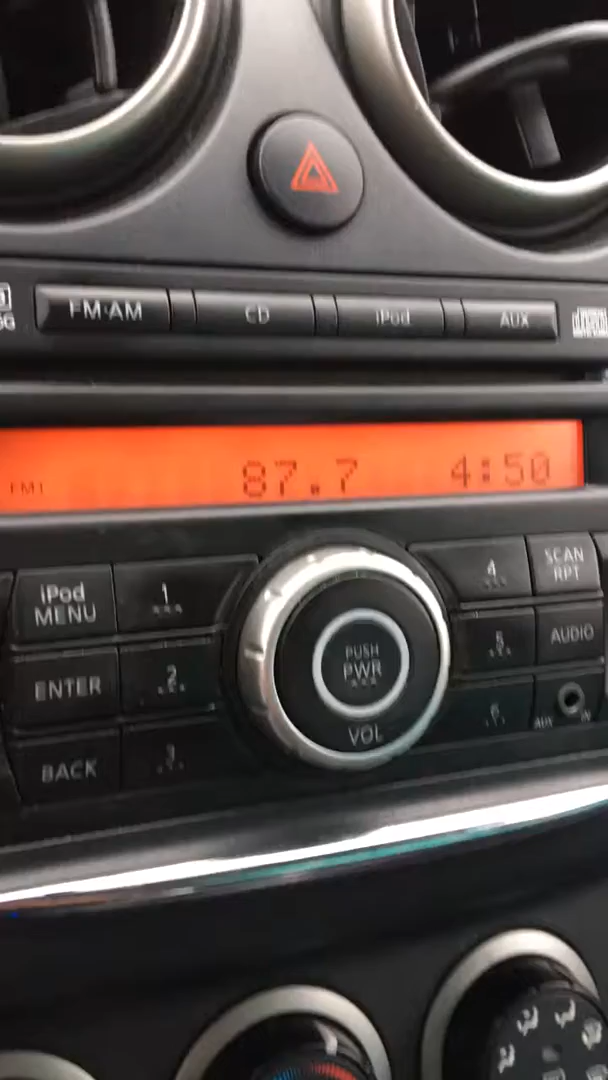 FM·AM CD iPod AUX
FM1 87.7 4:50
iPod MENU
1
4
SCAN RPT
ENTER
2
PUSH PWR
5
AUDIO
BACK
3
VOL
6
AUX IN